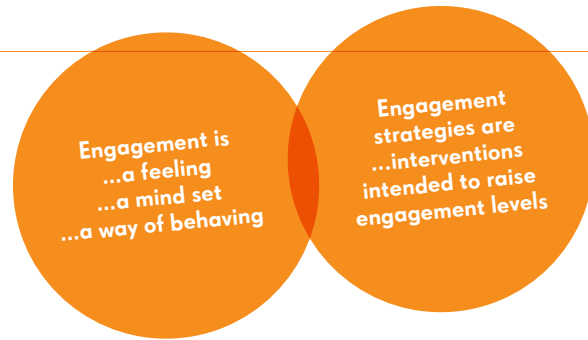 Engagement is
...a feeling
...a mind set
...a way of behaving
Engagement
strategies are
...interventions
intended to raise
engagement levels